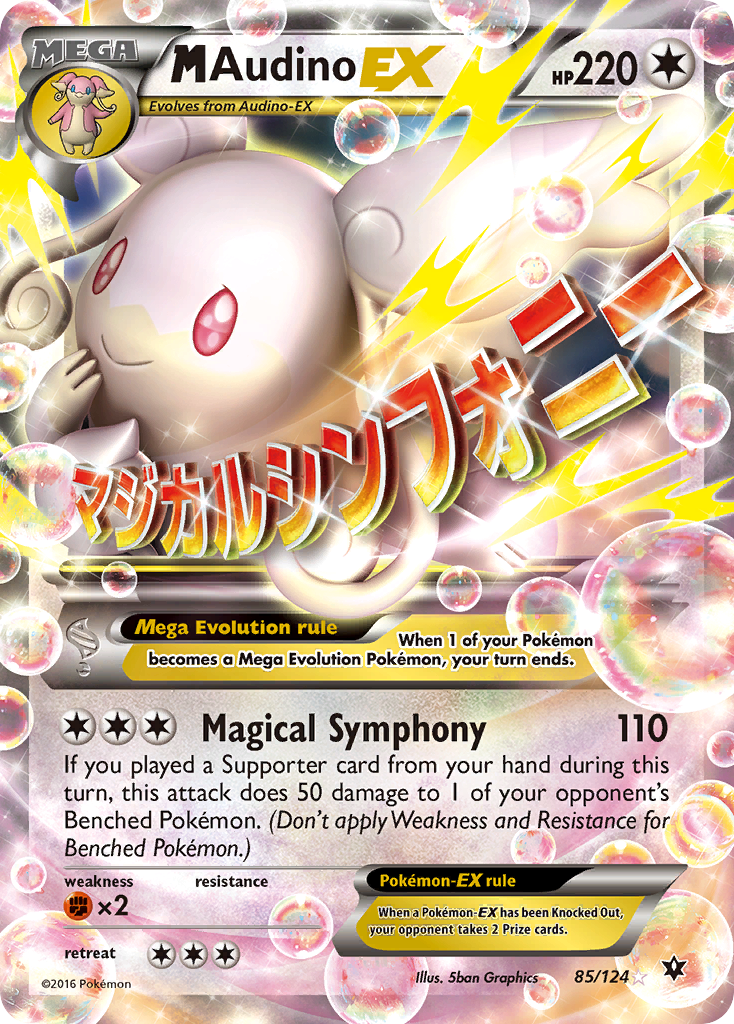 MEGA
M Audino EX
HP 220
Evolves from Audino-EX
マジカルシンフォニー
Mega Evolution rule
When 1 of your Pokémon
becomes a Mega Evolution Pokémon, your turn ends.
Magical Symphony 110
If you played a Supporter card from your hand during this
turn, this attack does 50 damage to 1 of your opponent's
Benched Pokémon. (Don't apply Weakness and Resistance for
Benched Pokémon.)
weakness resistance
×2
Pokémon-EX rule
When a Pokémon-EX has been Knocked Out,
your opponent takes 2 Prize cards.
retreat
©2016 Pokémon
Illus. 5ban Graphics
85/124